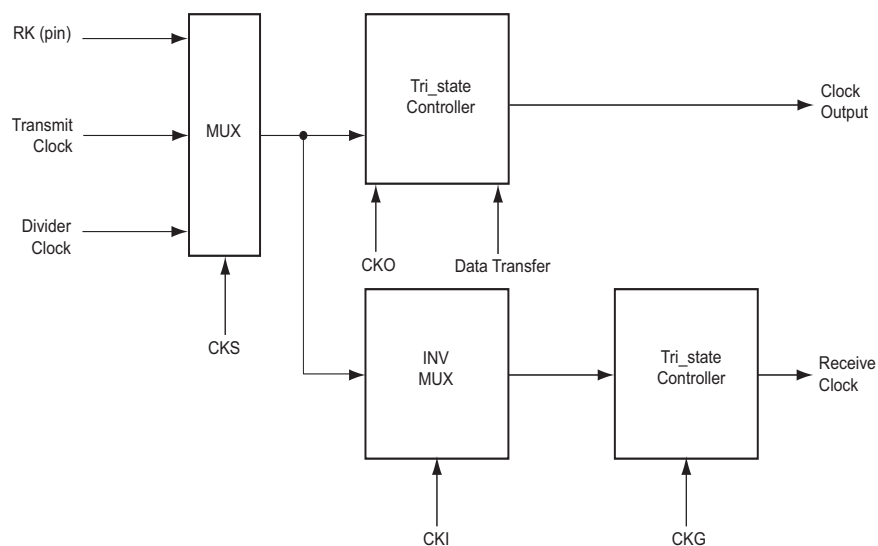 RK (pin)
Transmit
Clock
Divider
Clock
MUX
CKS
Tri_state
Controller
CKO
Data Transfer
Clock
Output
INV
MUX
CKI
Tri_state
Controller
CKG
Receive
Clock